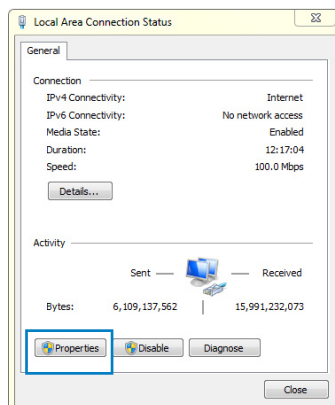 Local Area Connection Status
General
Connection
IPv4 Connectivity: Internet
IPv6 Connectivity: No network access
Media State: Enabled
Duration: 12:17:04
Speed: 100.0 Mbps
Details...
Activity
Sent Received
Bytes: 6,109,137,562 15,991,232,073
Properties Disable Diagnose
Close